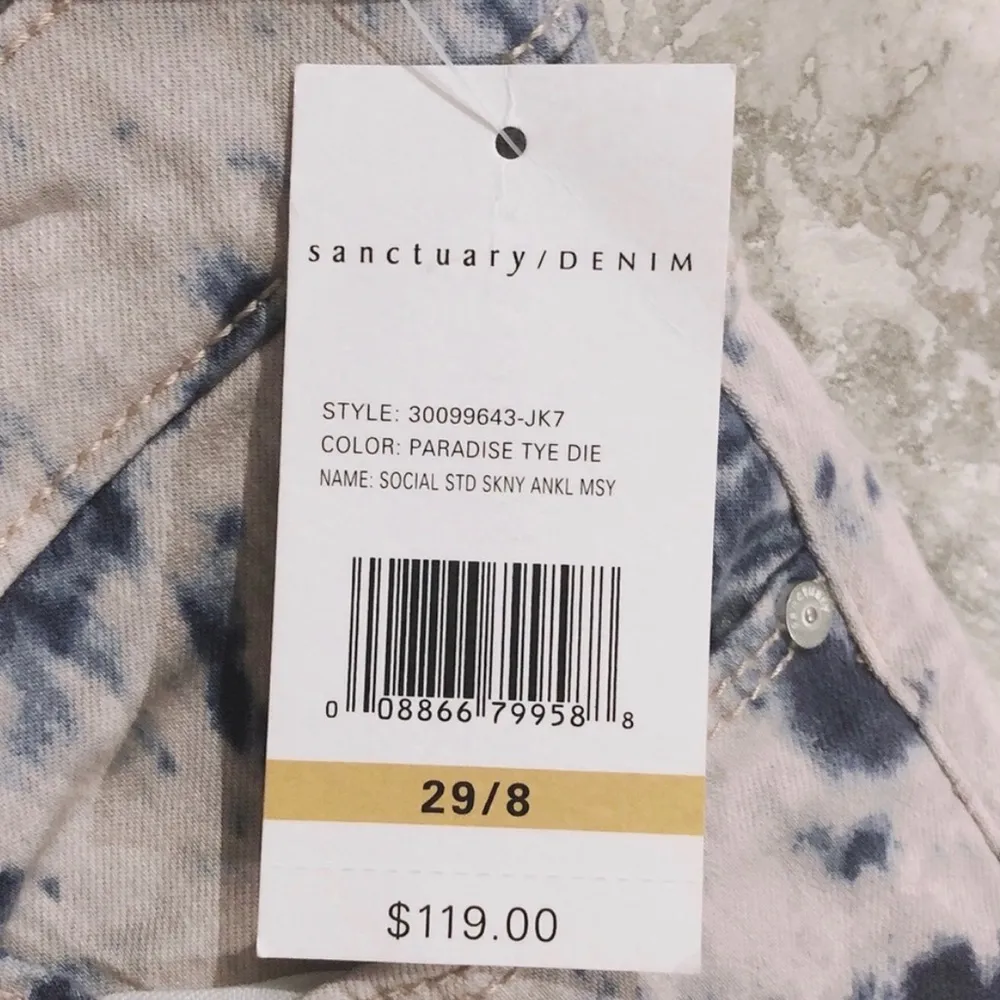 sanctuary/DENIM
STYLE: 30099643-JK7
COLOR: PARADISE TYE DIE
NAME: SOCIAL STD SKNY ANKL MSY
0 08866 79958 8
29/8
$119.00